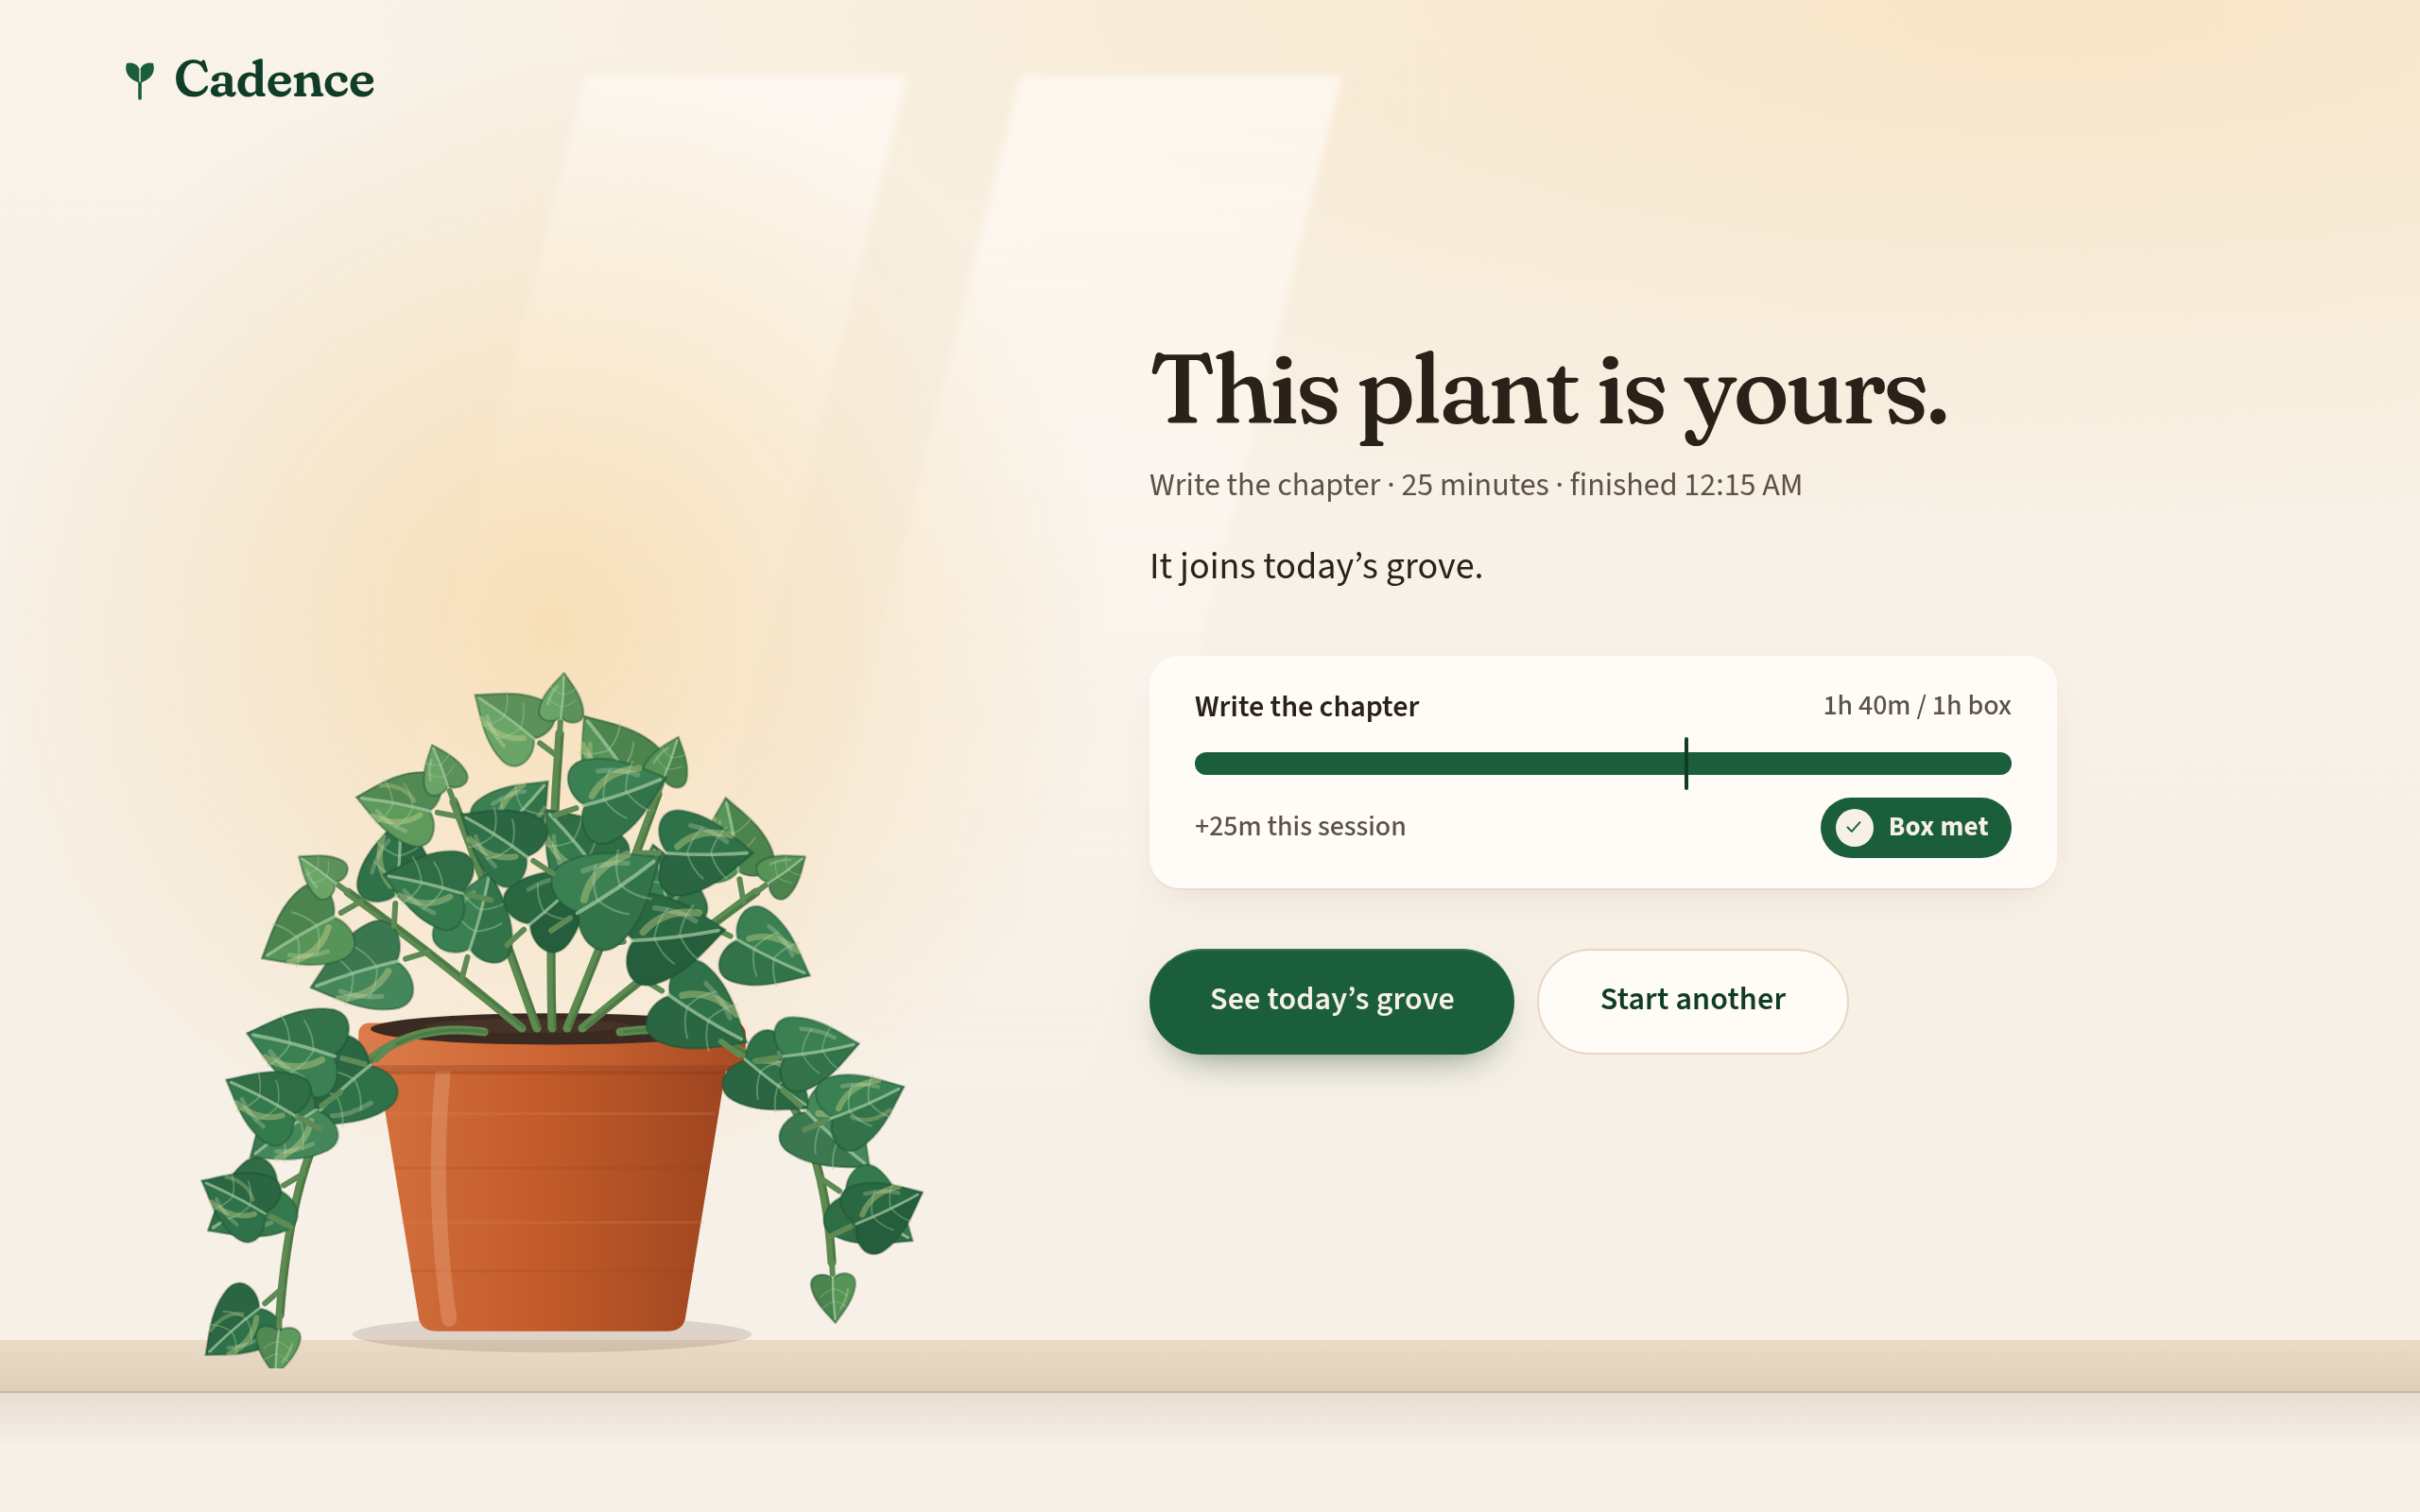 Cadence
This plant is yours.
Write the chapter · 25 minutes · finished 12:15 AM
It joins today’s grove.
Write the chapter
1h 40m / 1h box
+25m this session
Box met
See today’s grove
Start another